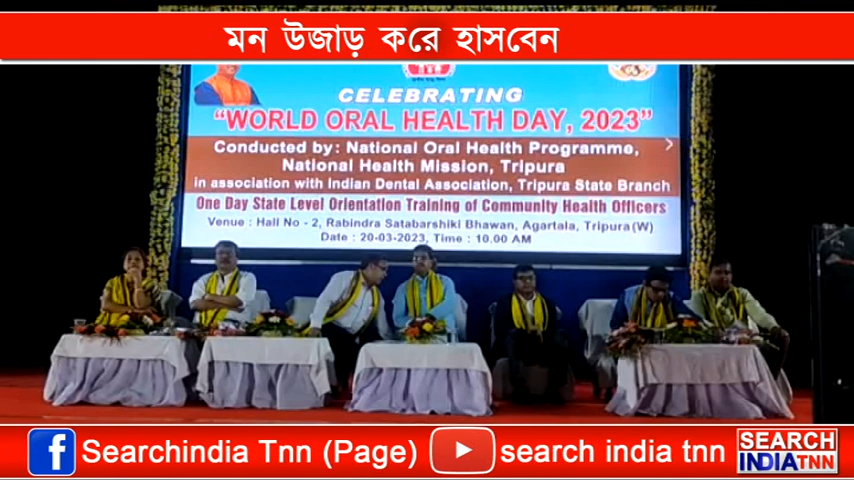 মন উজাড় করে হাসবেন
CELEBRATING
“WORLD ORAL HEALTH DAY, 2023”
Conducted by: National Oral Health Programme,
National Health Mission, Tripura
in association with Indian Dental Association, Tripura State Branch
One Day State Level Orientation Training of Community Health Officers
Venue : Hall No - 2, Rabindra Satabarshiki Bhawan, Agartala, Tripura (W)
Date : 20-03-2023, Time : 10.00 AM
f Searchindia Tnn (Page) search india tnn
SEARCH
INDIA TNN